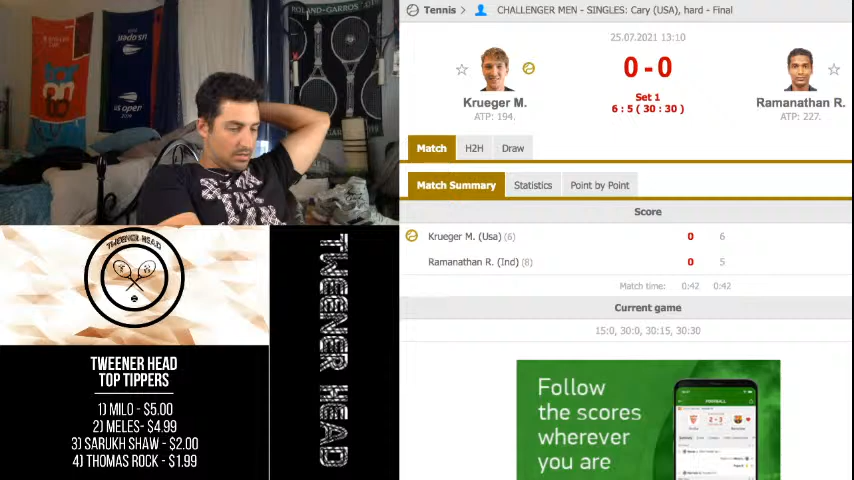 ROLAND-GARROS
US OPEN
us open
TWEENER HEAD
TWEENER HEAD
TOP TIPPERS
1) MILO - $5.00
2) MELES- $4.99
3) SARUKH SHAW - $2.00
4) THOMAS ROCK - $1.99
TWEENER HEAD
Tennis > CHALLENGER MEN - SINGLES: Cary (USA), hard - Final
25.07.2021 13:10
0 - 0
Krueger M.
ATP: 194.
Set 1
6 : 5 ( 30 : 30 )
Ramanathan R.
ATP: 227.
Match H2H Draw
Match Summary Statistics Point by Point
Score
Krueger M. (Usa) (6) 0 6
Ramanathan R. (Ind) (8) 0 5
Match time: 0:42 0:42
Current game
15:0, 30:0, 30:15, 30:30
Follow
the scores
wherever
you are
FOOTBALL
2 - 3